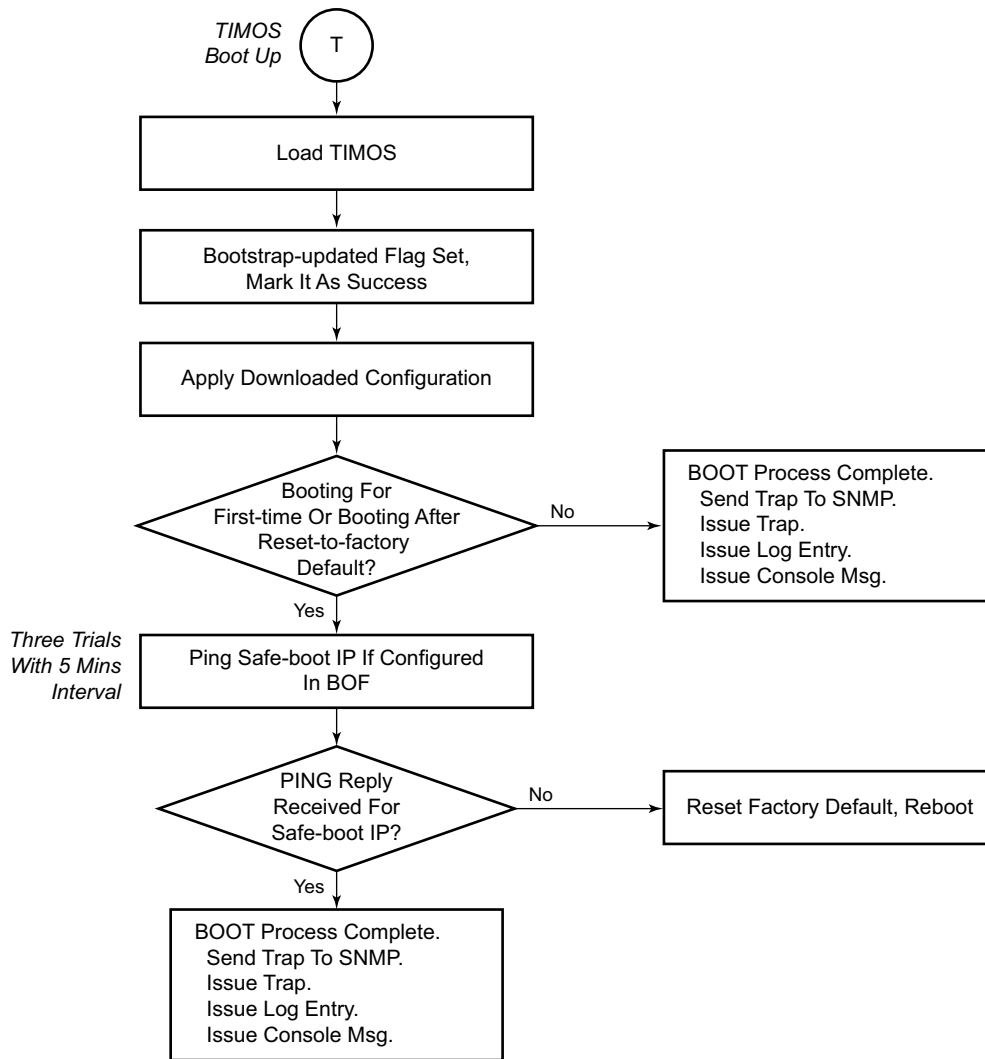 TIMOS
Boot Up
T
Load TIMOS
Bootstrap-updated Flag Set,
Mark It As Success
Apply Downloaded Configuration
Booting For
First-time Or Booting After
Reset-to-factory
Default?
No
BOOT Process Complete.
Send Trap To SNMP.
Issue Trap.
Issue Log Entry.
Issue Console Msg.
Yes
Three Trials
With 5 Mins
Interval
Ping Safe-boot IP If Configured
In BOF
PING Reply
Received For
Safe-boot IP?
No
Reset Factory Default, Reboot
Yes
BOOT Process Complete.
Send Trap To SNMP.
Issue Trap.
Issue Log Entry.
Issue Console Msg.